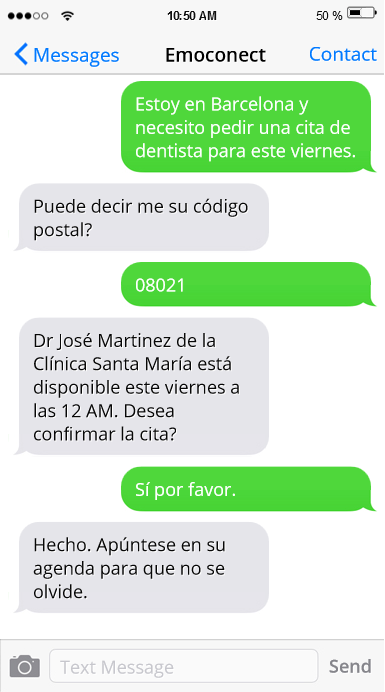 10:50 AM
50 %
Messages
Emoconect
Contact
Estoy en Barcelona y
necesito pedir una cita de
dentista para este viernes.
Puede decir me su código
postal?
08021
Dr José Martinez de la
Clínica Santa María está
disponible este viernes a
las 12 AM. Desea
confirmar la cita?
Sí por favor.
Hecho. Apúntese en su
agenda para que no se
olvide.
Text Message
Send